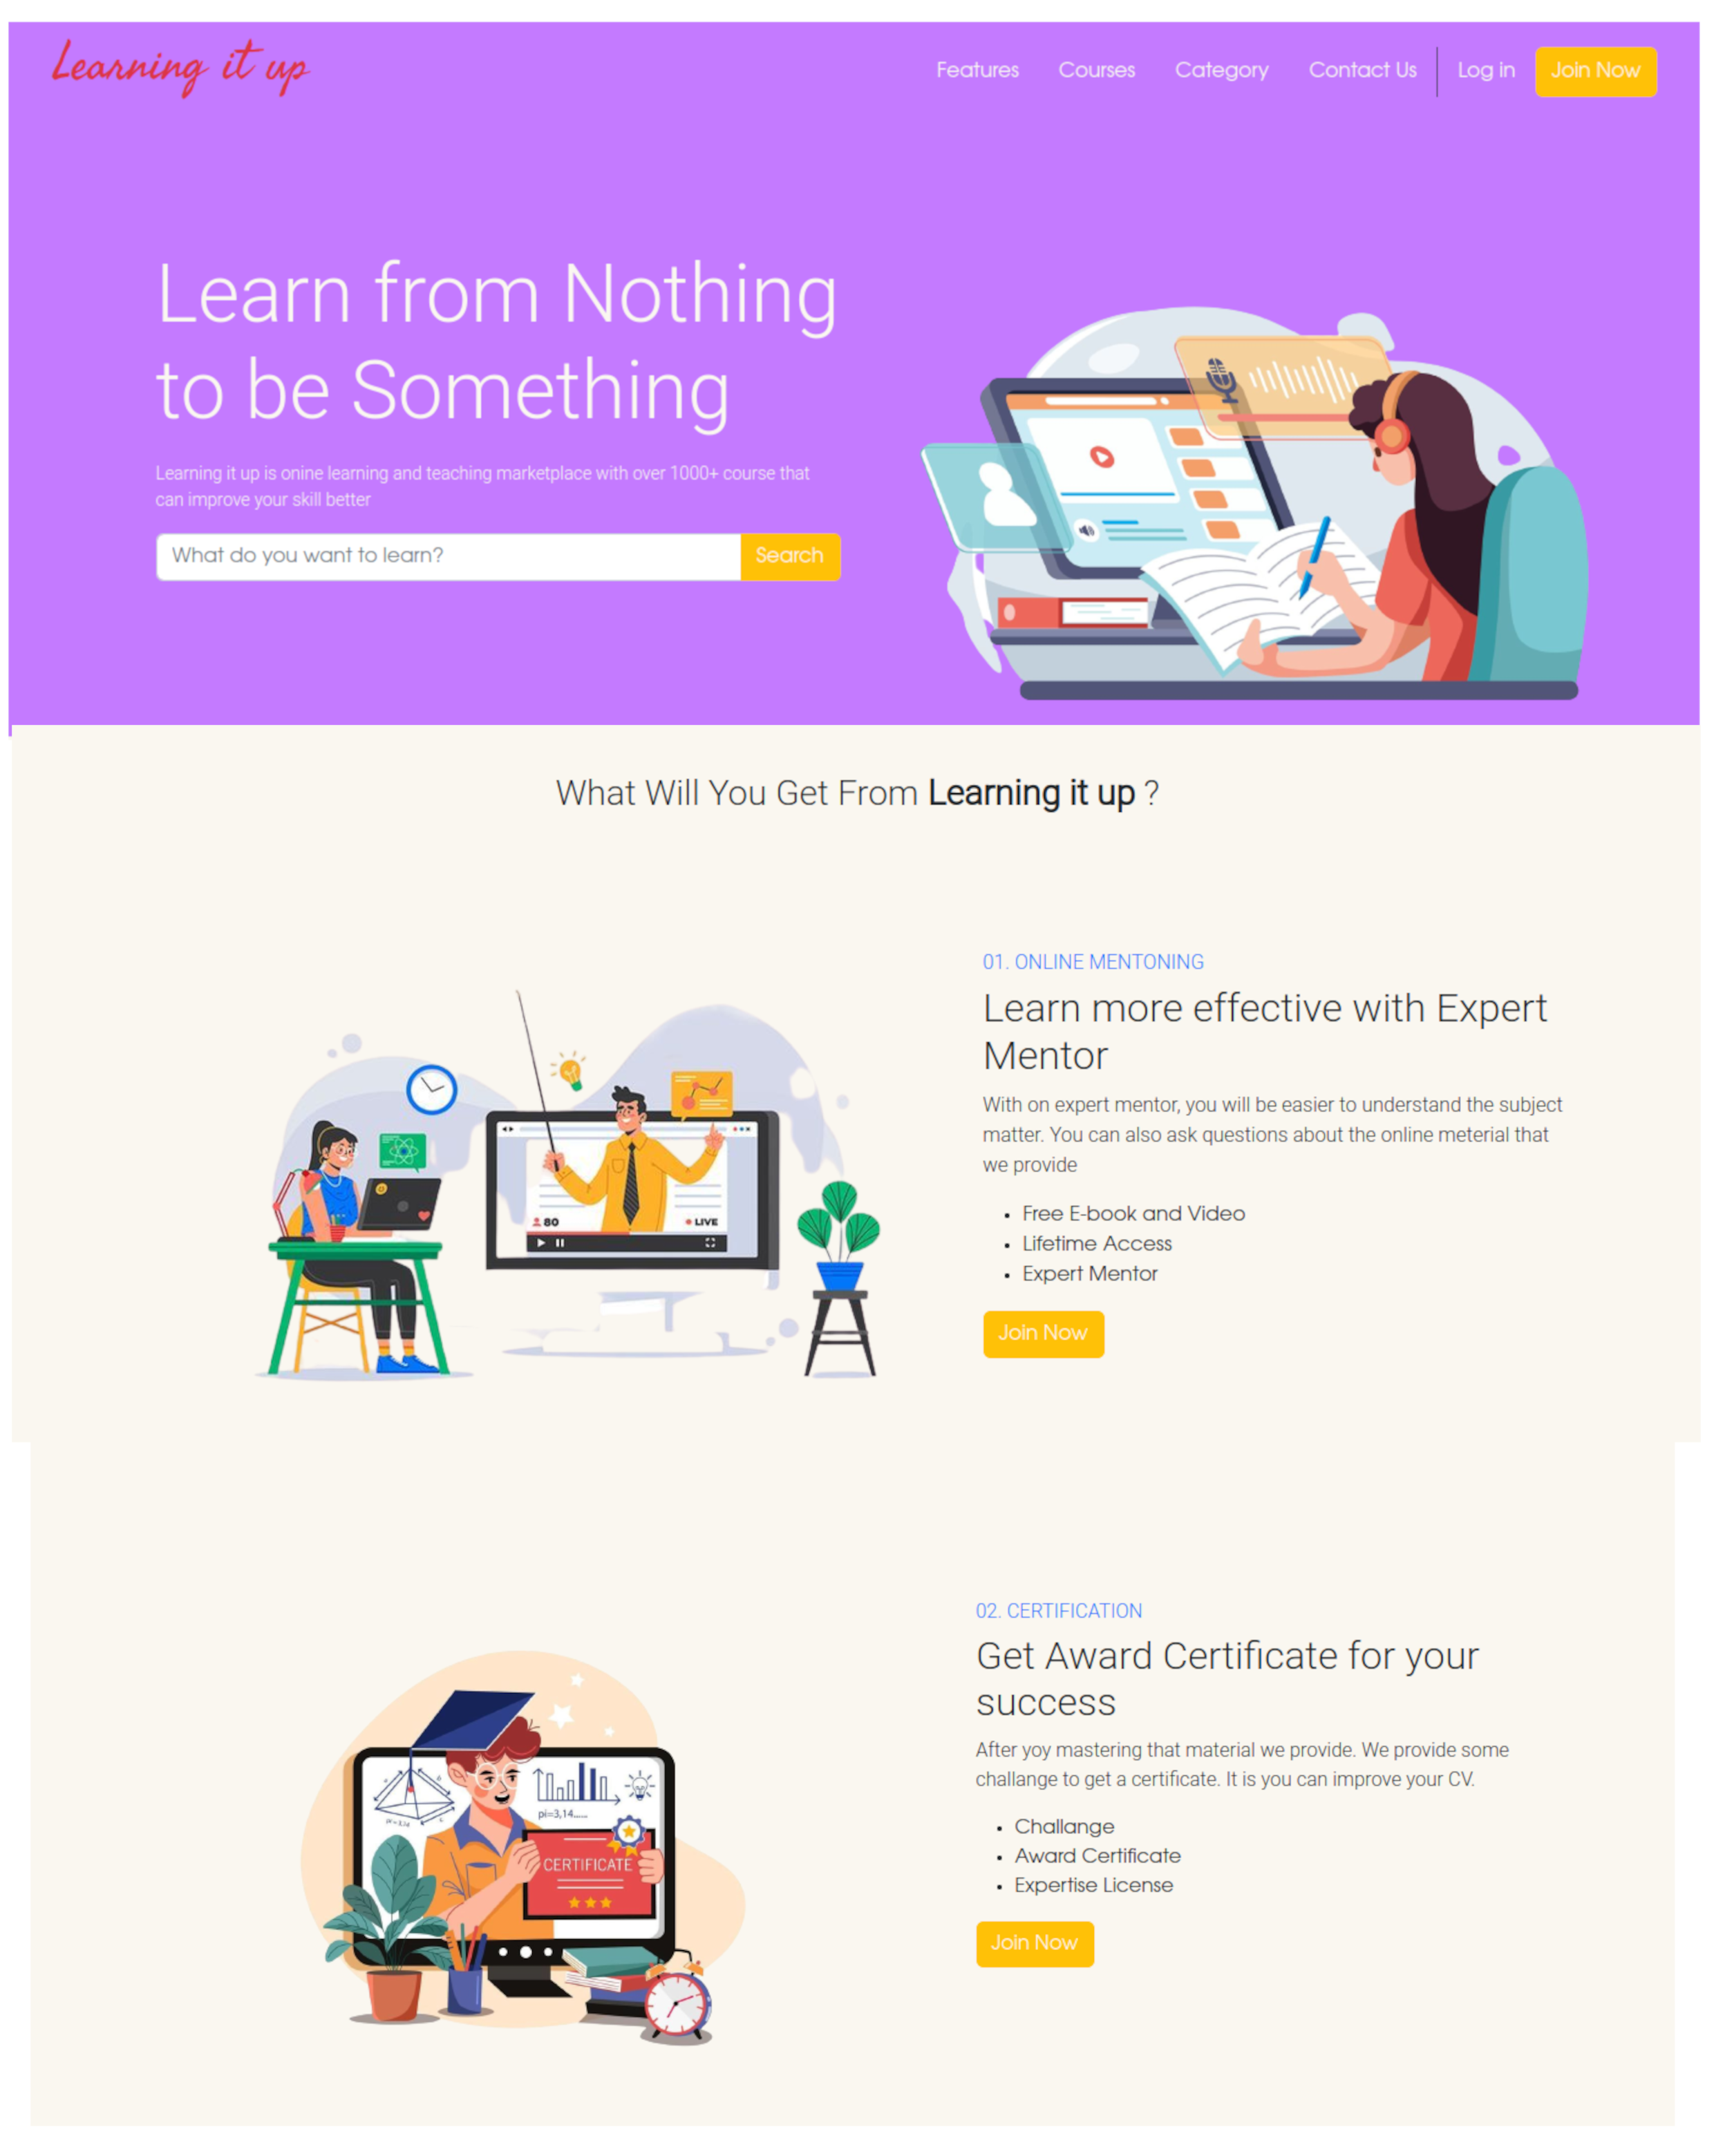 Learning it up
Features Courses Category Contact Us Log in Join Now
Learn from Nothing
to be Something
Learning it up is onine learning and teaching marketplace with over 1000+ course that
can improve your skill better
What do you want to learn? Search
What Will You Get From Learning it up ?
01. ONLINE MENTONING
Learn more effective with Expert
Mentor
With on expert mentor, you will be easier to understand the subject
matter. You can also ask questions about the online meterial that
we provide
• Free E-book and Video
• Lifetime Access
• Expert Mentor
Join Now
80 LIVE
02. CERTIFICATION
Get Award Certificate for your
success
After yoy mastering that material we provide. We provide some
challange to get a certificate. It is you can improve your CV.
• Challange
• Award Certificate
• Expertise License
Join Now
pi=3,14......
CERTIFICATE